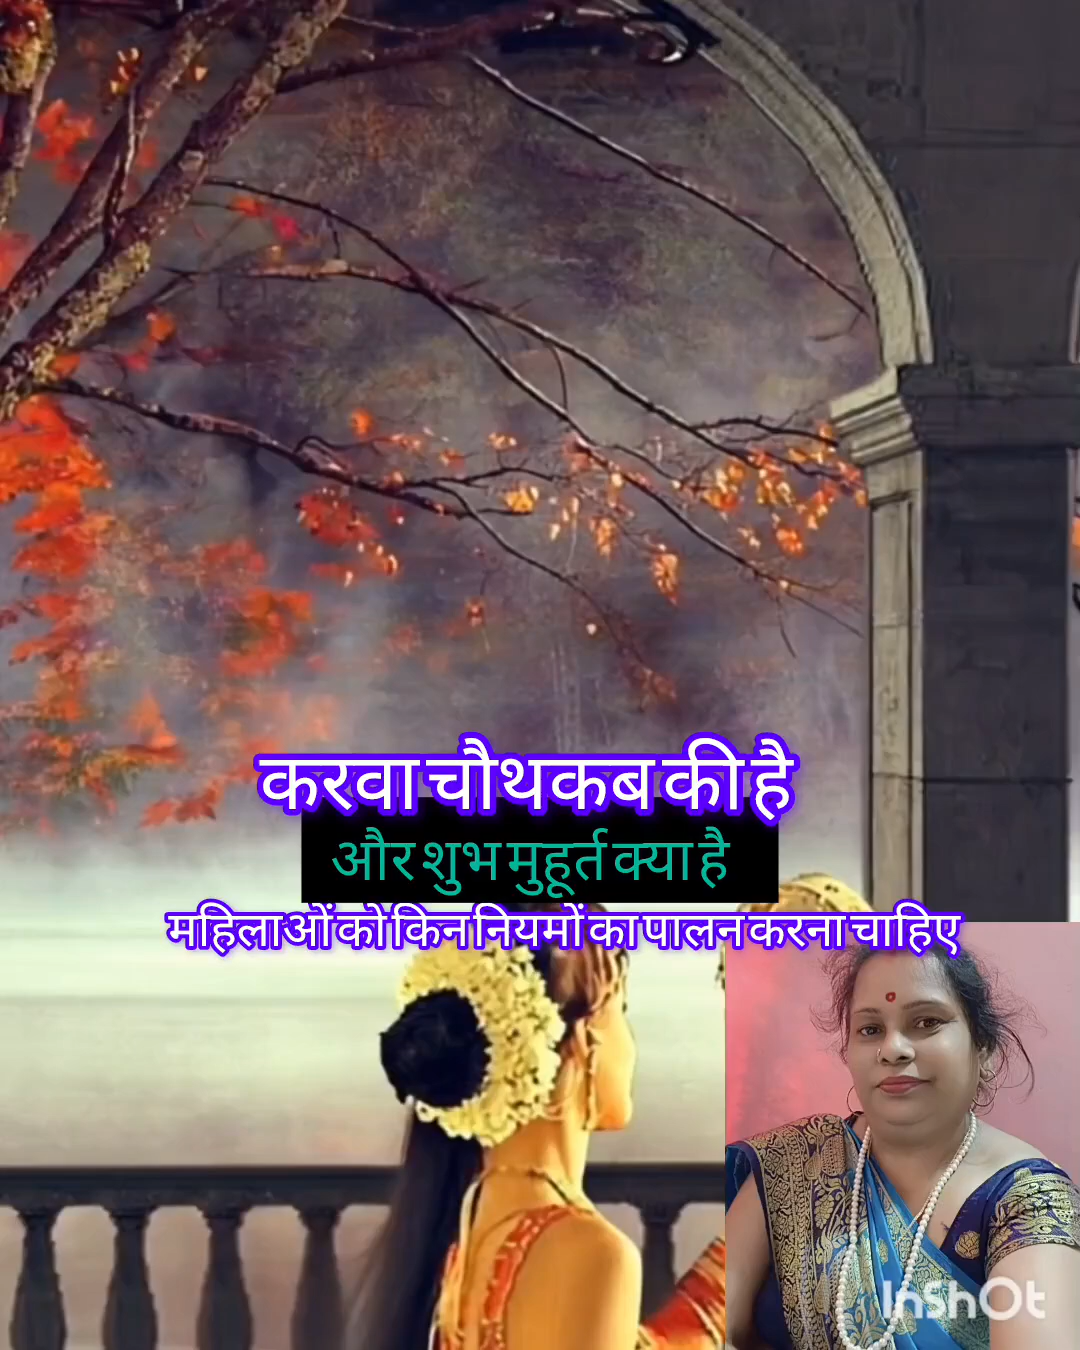 करवा चौथ कब की है
और शुभ मुहूर्त क्या है
महिलाओं को किन नियमों का पालन करना चाहिए
InShOt